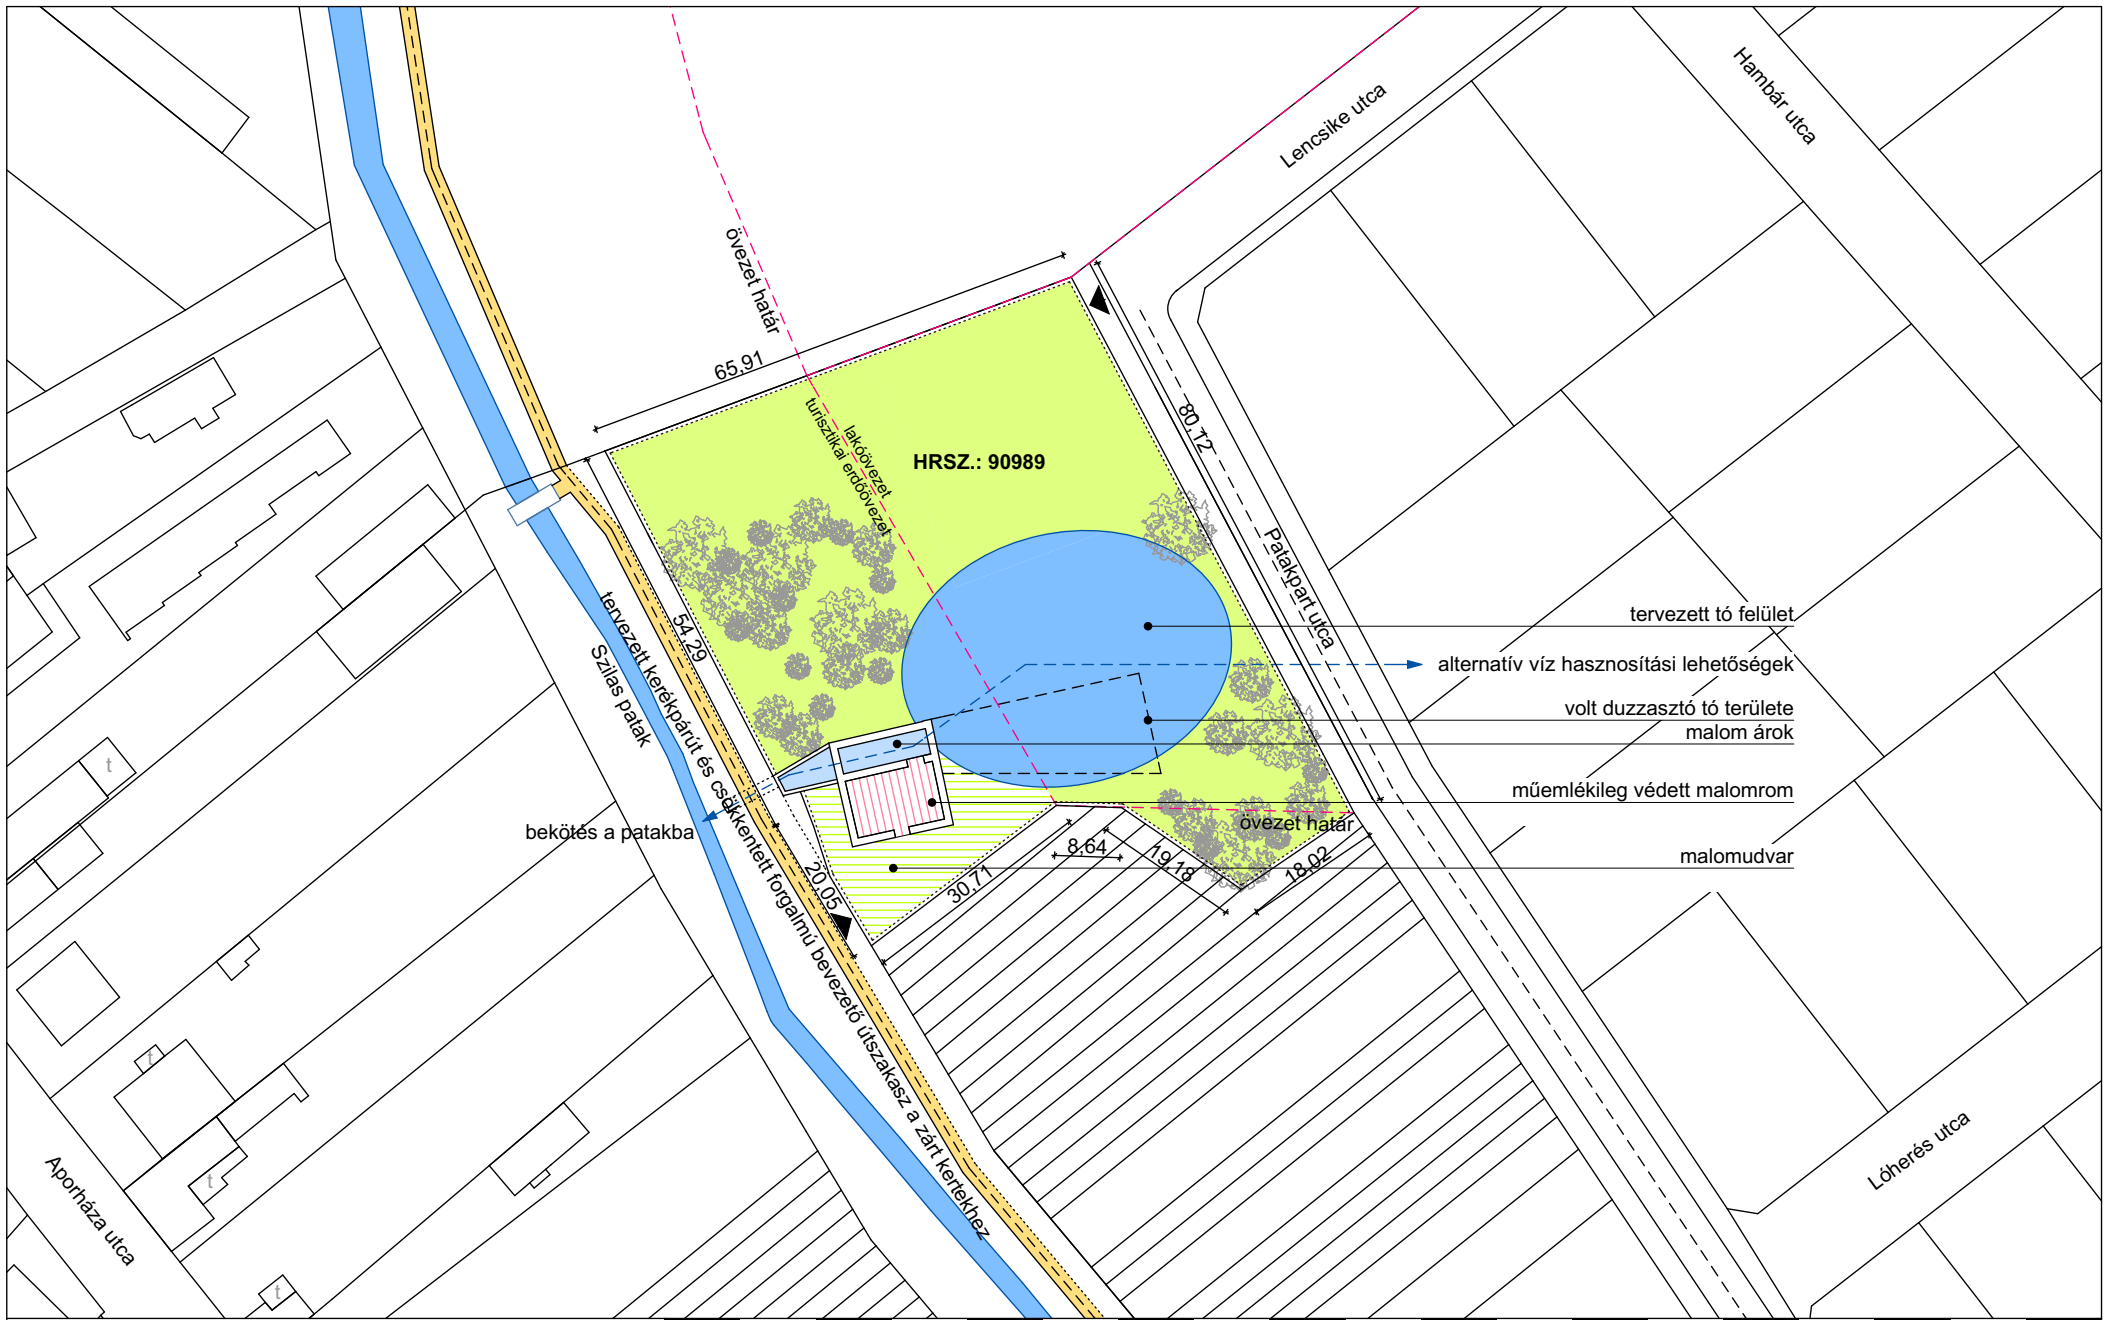 Hambár utca
Lencsike utca
övezet határ
65,91
80,12
lakóövezet
turisztikai erdőövezet
HRSZ.: 90989
Patakpart utca
tervezett tó felület
alternatív víz hasznosítási lehetőségek
volt duzzasztó tó területe
malom árok
műemlékileg védett malomrom
malomudvar
54,29
Szilas patak
tervezett kerékpárút és csökkentett forgalmú bevezető útszakasz a zárt kertekhez
bekötés a patakba
övezet határ
8,64
19,18
18,02
30,71
20,05
t
t
t
t
Aporháza utca
Lóherés utca